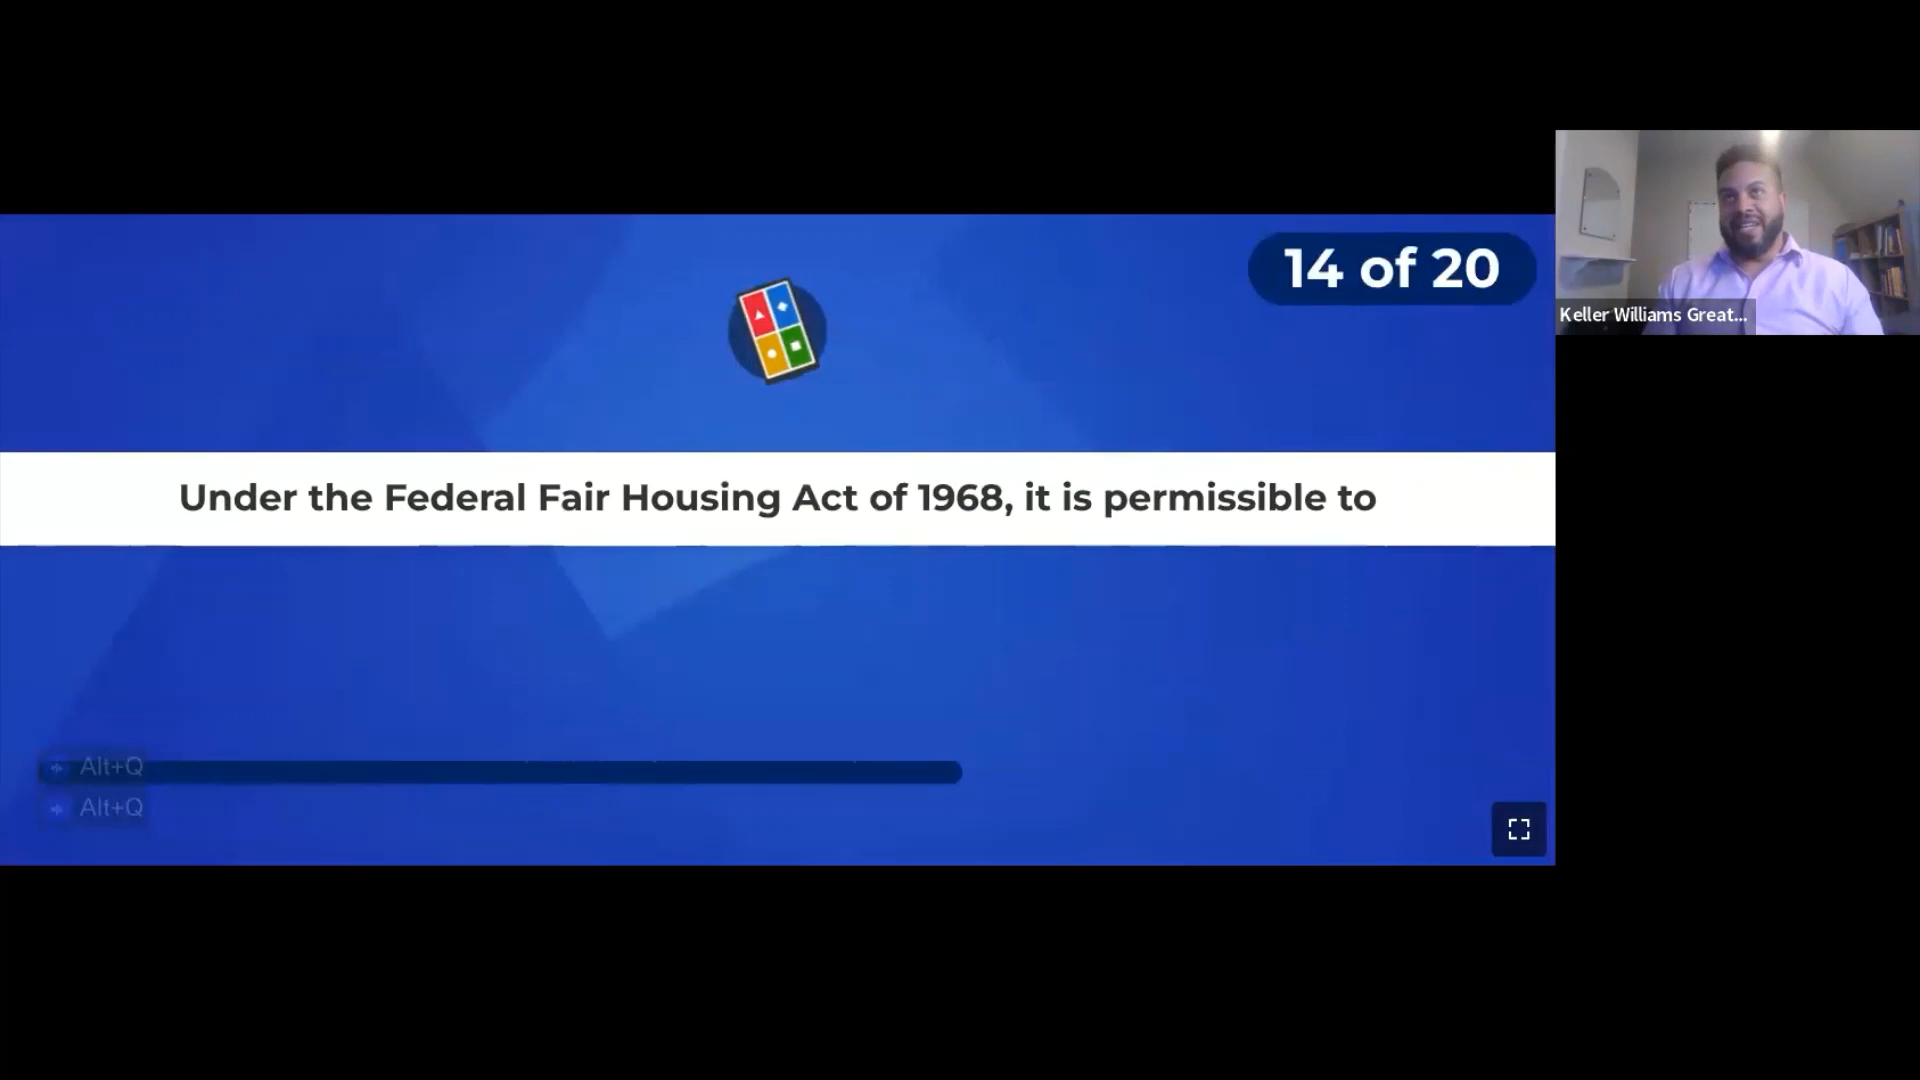 14 of 20
Keller Williams Great...
Under the Federal Fair Housing Act of 1968, it is permissible to
Alt+Q
Alt+Q